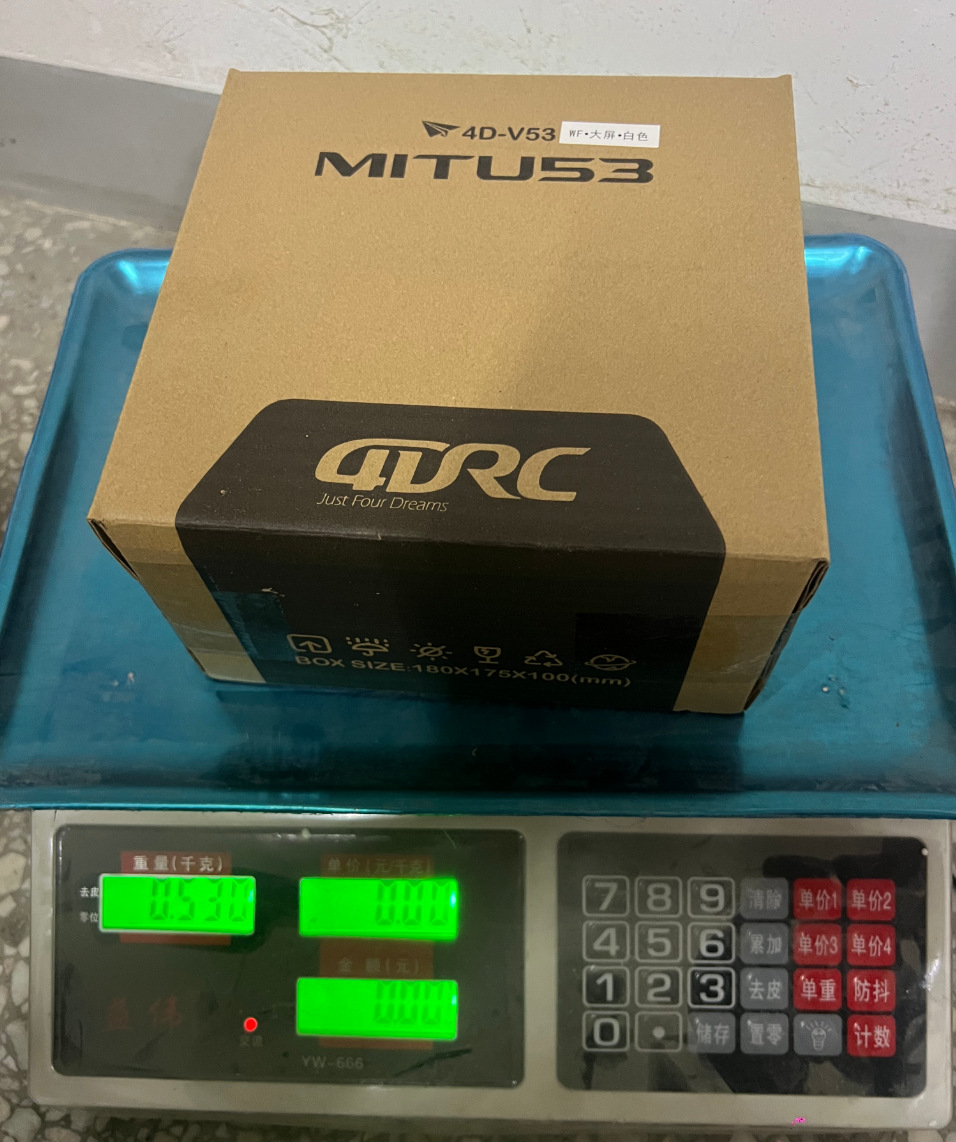 4D-V53 WF•大屏•白色
MITU53
4DRC
Just Four Dreams
BOX SIZE:180X175X100(mm)
重量(千克) 单价(元/千克)
去皮
零位
0.530 0.00
金额(元)
0.00
YW-666
7 8 9 清除 单价1 单价2
4 5 6 累加 单价3 单价4
1 2 3 去皮 单重 防抖
0 . 储存 置零 计数